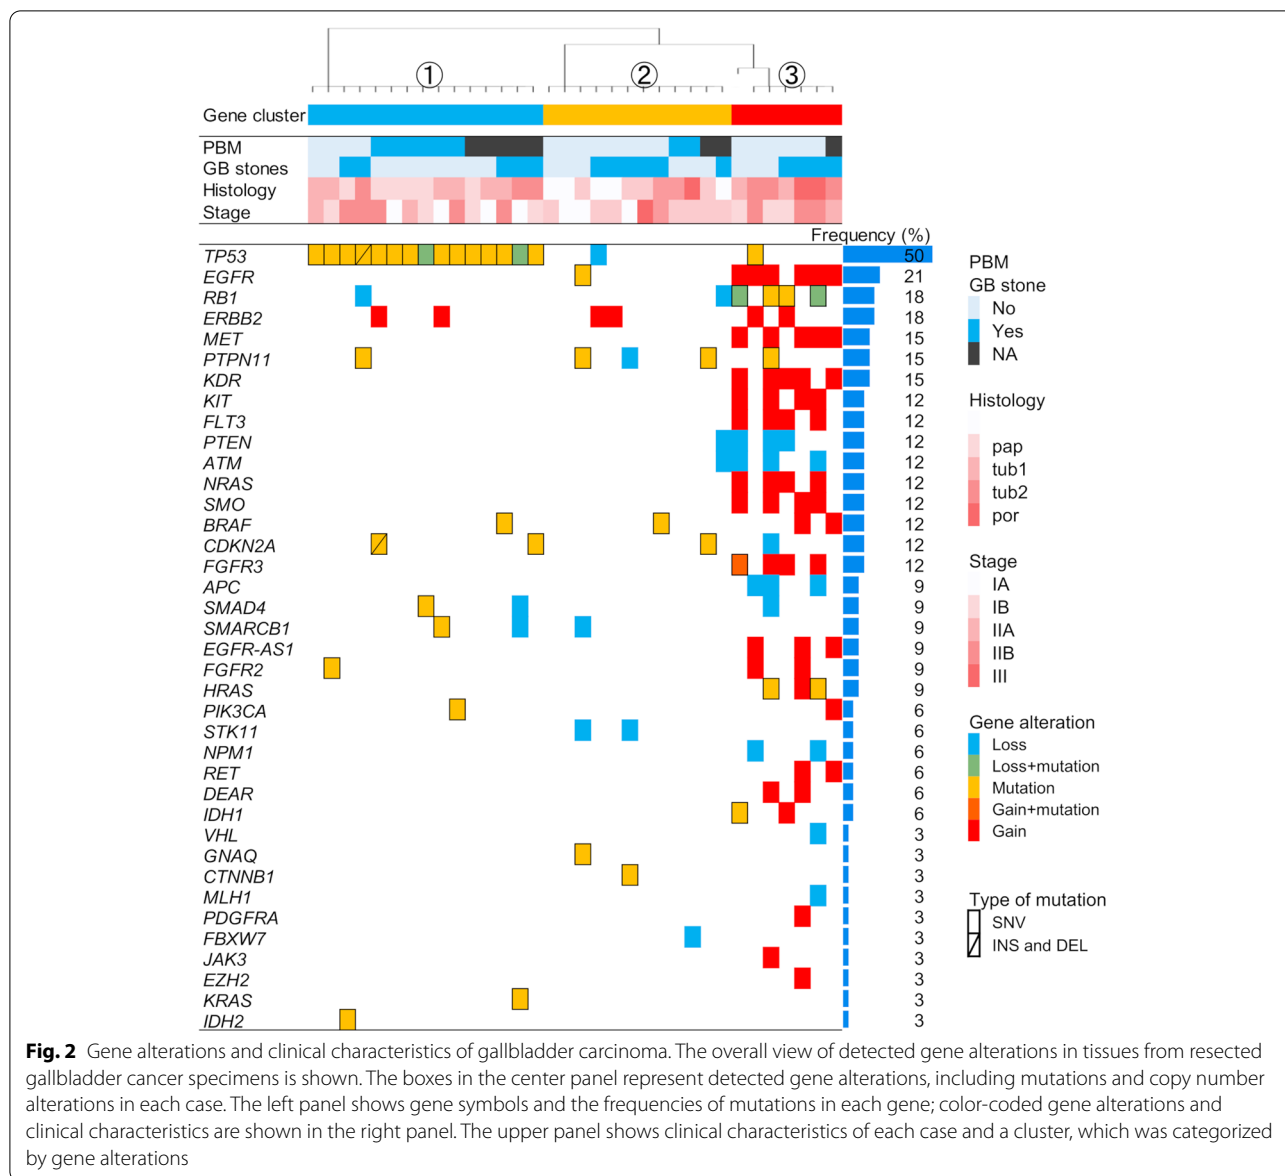 ① ② ③
Gene cluster
PBM
GB stones
Histology
Stage
Frequency (%)
TP53 50
EGFR 21
RB1 18
ERBB2 18
MET 15
PTPN11 15
KDR 15
KIT 12
FLT3 12
PTEN 12
ATM 12
NRAS 12
SMO 12
BRAF 12
CDKN2A 12
FGFR3 12
APC 9
SMAD4 9
SMARCB1 9
EGFR-AS1 9
FGFR2 9
HRAS 9
PIK3CA 6
STK11 6
NPM1 6
RET 6
DEAR 6
IDH1 6
VHL 3
GNAQ 3
CTNNB1 3
MLH1 3
PDGFRA 3
FBXW7 3
JAK3 3
EZH2 3
KRAS 3
IDH2 3
PBM
GB stone
No
Yes
NA
Histology
pap
tub1
tub2
por
Stage
IA
IB
IIA
IIB
III
Gene alteration
Loss
Loss+mutation
Mutation
Gain+mutation
Gain
Type of mutation
SNV
INS and DEL
Fig. 2 Gene alterations and clinical characteristics of gallbladder carcinoma. The overall view of detected gene alterations in tissues from resected
gallbladder cancer specimens is shown. The boxes in the center panel represent detected gene alterations, including mutations and copy number
alterations in each case. The left panel shows gene symbols and the frequencies of mutations in each gene; color-coded gene alterations and
clinical characteristics are shown in the right panel. The upper panel shows clinical characteristics of each case and a cluster, which was categorized
by gene alterations